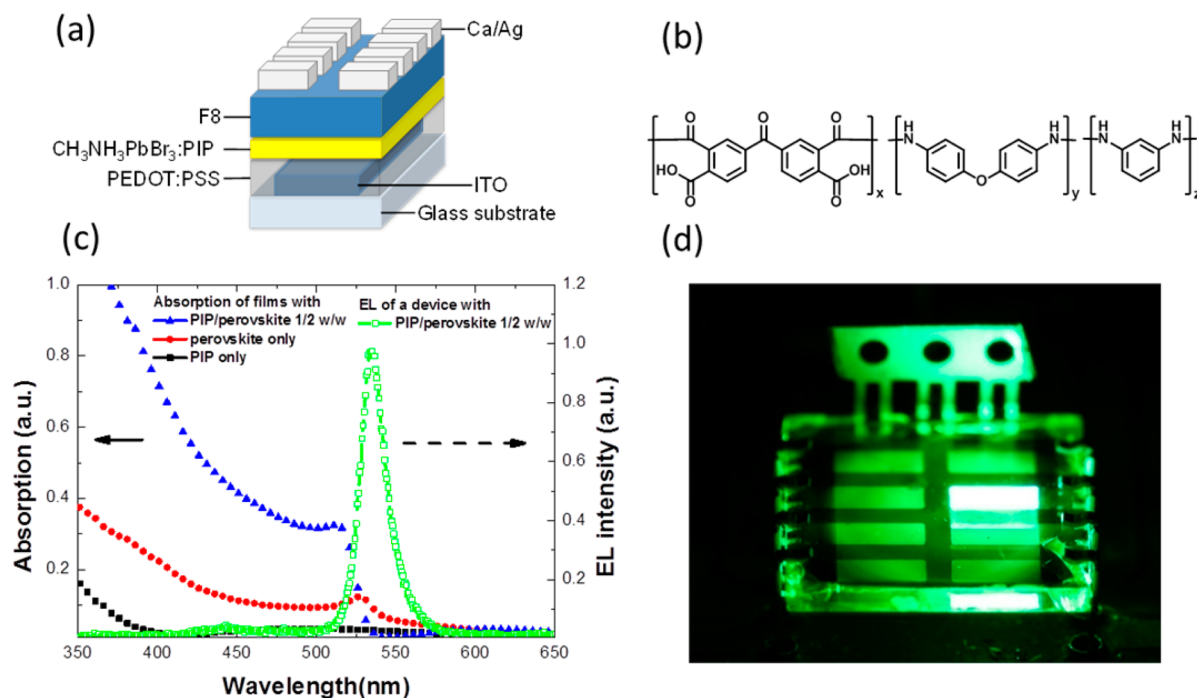 (a)
Ca/Ag
F8
CH₃NH₃PbBr₃:PIP
PEDOT:PSS
ITO
Glass substrate
(b)
O
O
O
OH
O
HO
O
x
H
N
O
H
N
y
H
N
H
N
z
(c)
Absorption of films with
PIP/perovskite 1/2 w/w
perovskite only
PIP only
EL of a device with
PIP/perovskite 1/2 w/w
Absorption (a.u.)
1.0
0.8
0.6
0.4
0.2
EL intensity (a.u.)
1.2
1.0
0.8
0.6
0.4
0.2
0
350 400 450 500 550 600 650
Wavelength(nm)
(d)